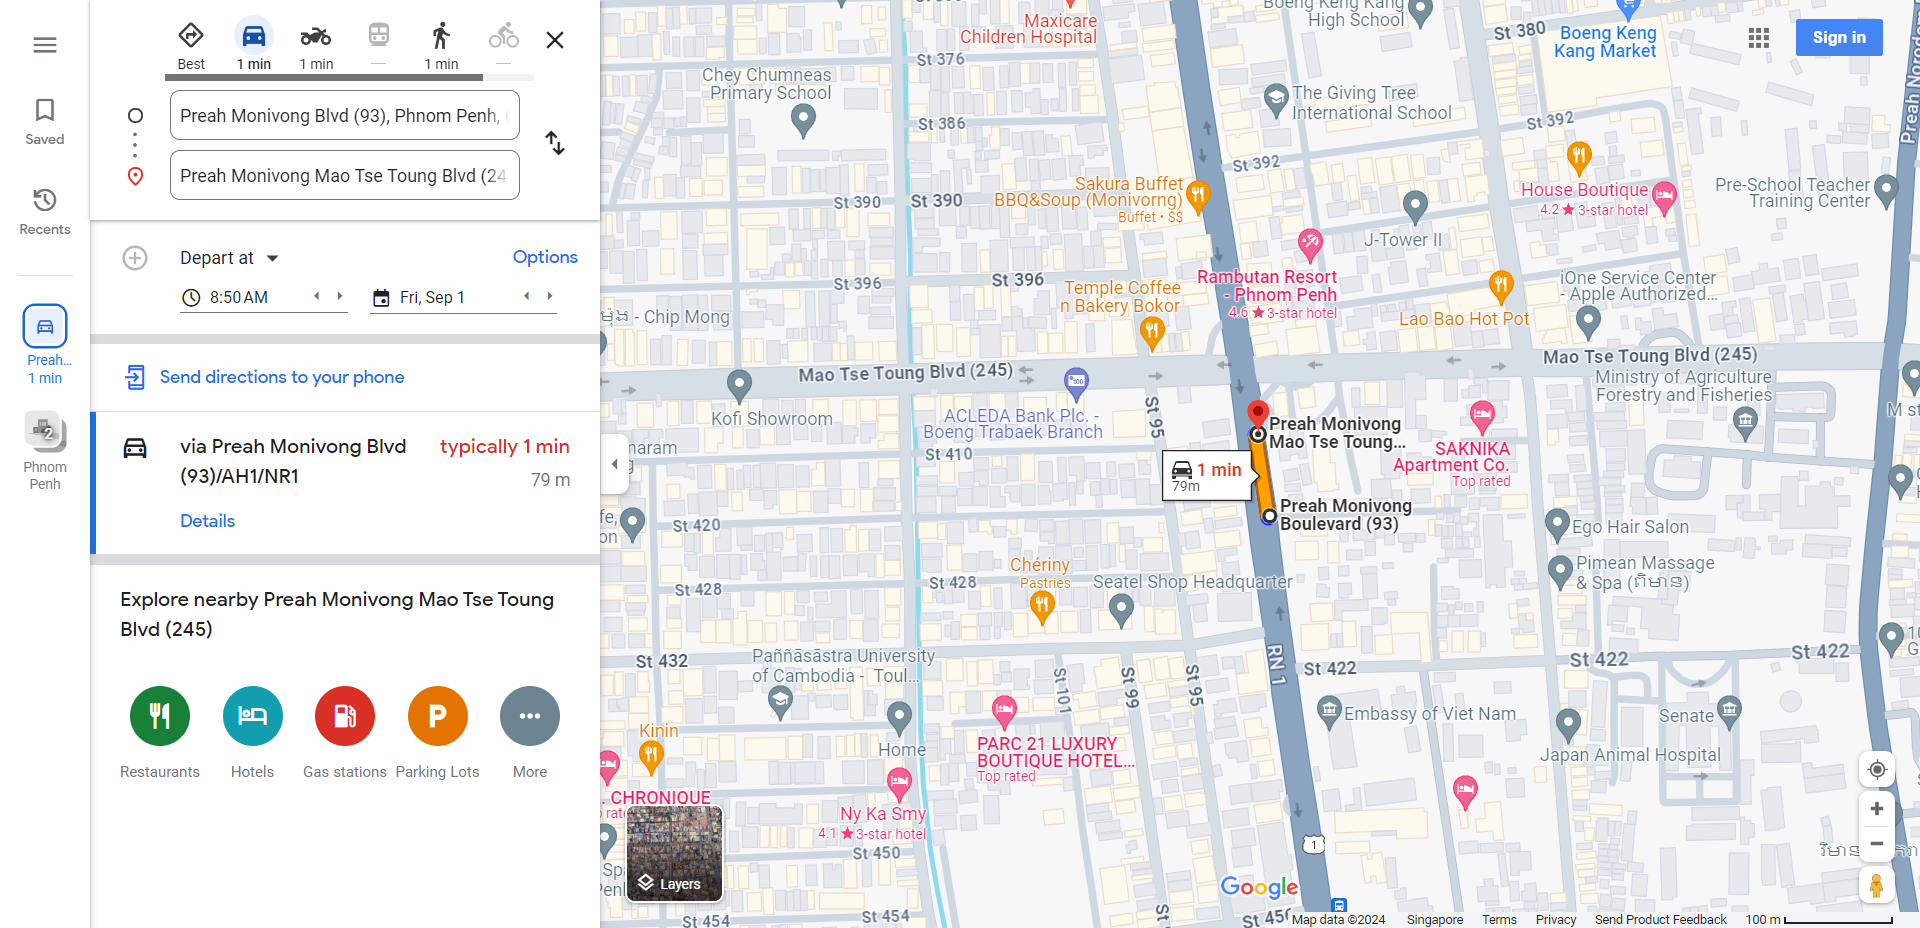 Saved
Recents
Preah...
1 min
2
Phnom
Penh
Best
1 min
1 min
—
1 min
—
Preah Monivong Blvd (93), Phnom Penh,
Preah Monivong Mao Tse Toung Blvd (24
Depart at
Options
8:50 AM
Fri, Sep 1
Send directions to your phone
via Preah Monivong Blvd
(93)/AH1/NR1
typically 1 min
79 m
Details
Explore nearby Preah Monivong Mao Tse Toung
Blvd (245)
Restaurants
Hotels
Gas stations
P
Parking Lots
More
Maxicare
Children Hospital
Boeng Keng Kang
High School
St 380
Boeng Keng
Kang Market
Sign in
Preah Norodom
St 376
Chey Chumneas
Primary School
The Giving Tree
International School
St 386
St 392
St 392
Sakura Buffet
BBQ&Soup (Monivorng)
Buffet • $$
House Boutique
4.2 ★ 3-star hotel
Pre-School Teacher
Training Center
St 390
St 390
J-Tower II
St 396
St 396
Temple Coffee
n Bakery Bokor
Rambutan Resort
- Phnom Penh
4.6 ★ 3-star hotel
iOne Service Center
- Apple Authorized...
Lao Bao Hot Pot
- Chip Mong
Mao Tse Toung Blvd (245)
Mao Tse Toung Blvd (245)
Ministry of Agriculture
Forestry and Fisheries
Kofi Showroom
ACLEDA Bank Plc. -
Boeng Trabaek Branch
St 95
M st
Preah Monivong
Mao Tse Toung...
SAKNIKA
Apartment Co.
Top rated
naram
g
St 410
1 min
79m
Preah Monivong
Boulevard (93)
fe,
on
St 420
Ego Hair Salon
Chériny
Pastries
Pimean Massage
& Spa (ពិមាន)
St 428
St 428
Seatel Shop Headquarter
St 432
Paññāsāstra University
of Cambodia - Toul...
St 101
St 99
St 95
RN 1
St 422
St 422
St 422
10
G
Embassy of Viet Nam
Senate
Kinin
Home
PARC 21 LUXURY
BOUTIQUE HOTEL...
Top rated
Japan Animal Hospital
. CHRONIQUE
Ny Ka Smy
4.1 ★ 3-star hotel
St 450
1
Layers
Google
St 454
St 454
St
Map data ©2024
Singapore
Terms
Privacy
Send Product Feedback
100 m